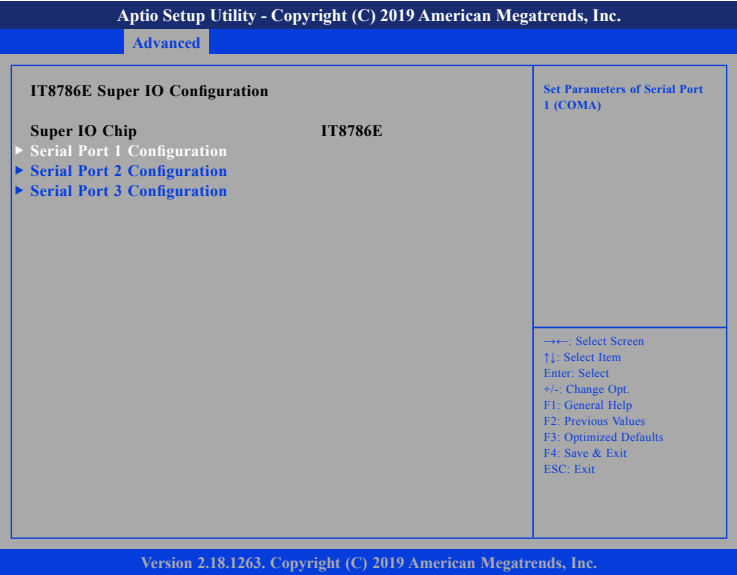 Aptio Setup Utility - Copyright (C) 2019 American Megatrends, Inc.
Advanced
IT8786E Super IO Configuration
Super IO Chip IT8786E
► Serial Port 1 Configuration
► Serial Port 2 Configuration
► Serial Port 3 Configuration
Set Parameters of Serial Port
1 (COMA)
→←: Select Screen
↑↓: Select Item
Enter: Select
+/-: Change Opt.
F1: General Help
F2: Previous Values
F3: Optimized Defaults
F4: Save & Exit
ESC: Exit
Version 2.18.1263. Copyright (C) 2019 American Megatrends, Inc.